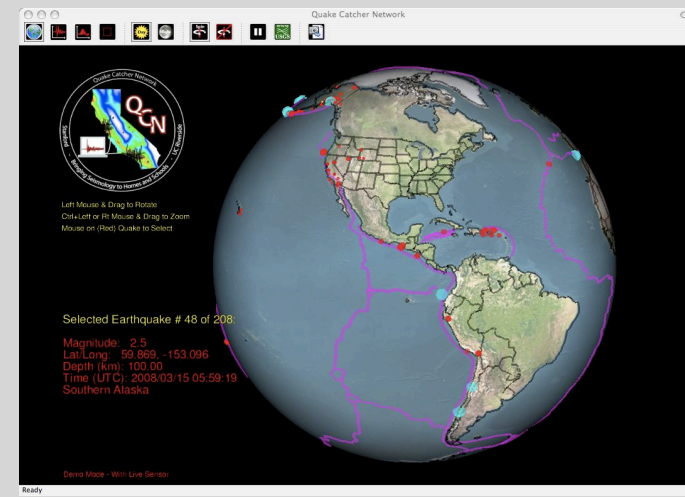 Quake Catcher Network
Quake Catcher Network
QCN
Stanford - Bringing Seismology to Homes and Schools - UC Riverside
USGS
Left Mouse & Drag to Rotate
Ctrl+Left or Rt Mouse & Drag to Zoom
Mouse on (Red) Quake to Select
Selected Earthquake # 48 of 208:
Magnitude: 2.5
Lat/Long: 59.869, -153.096
Depth (km): 100.00
Time (UTC): 2008/03/15 05:59:19
Southern Alaska
Demo Mode - With Live Sensor
Ready